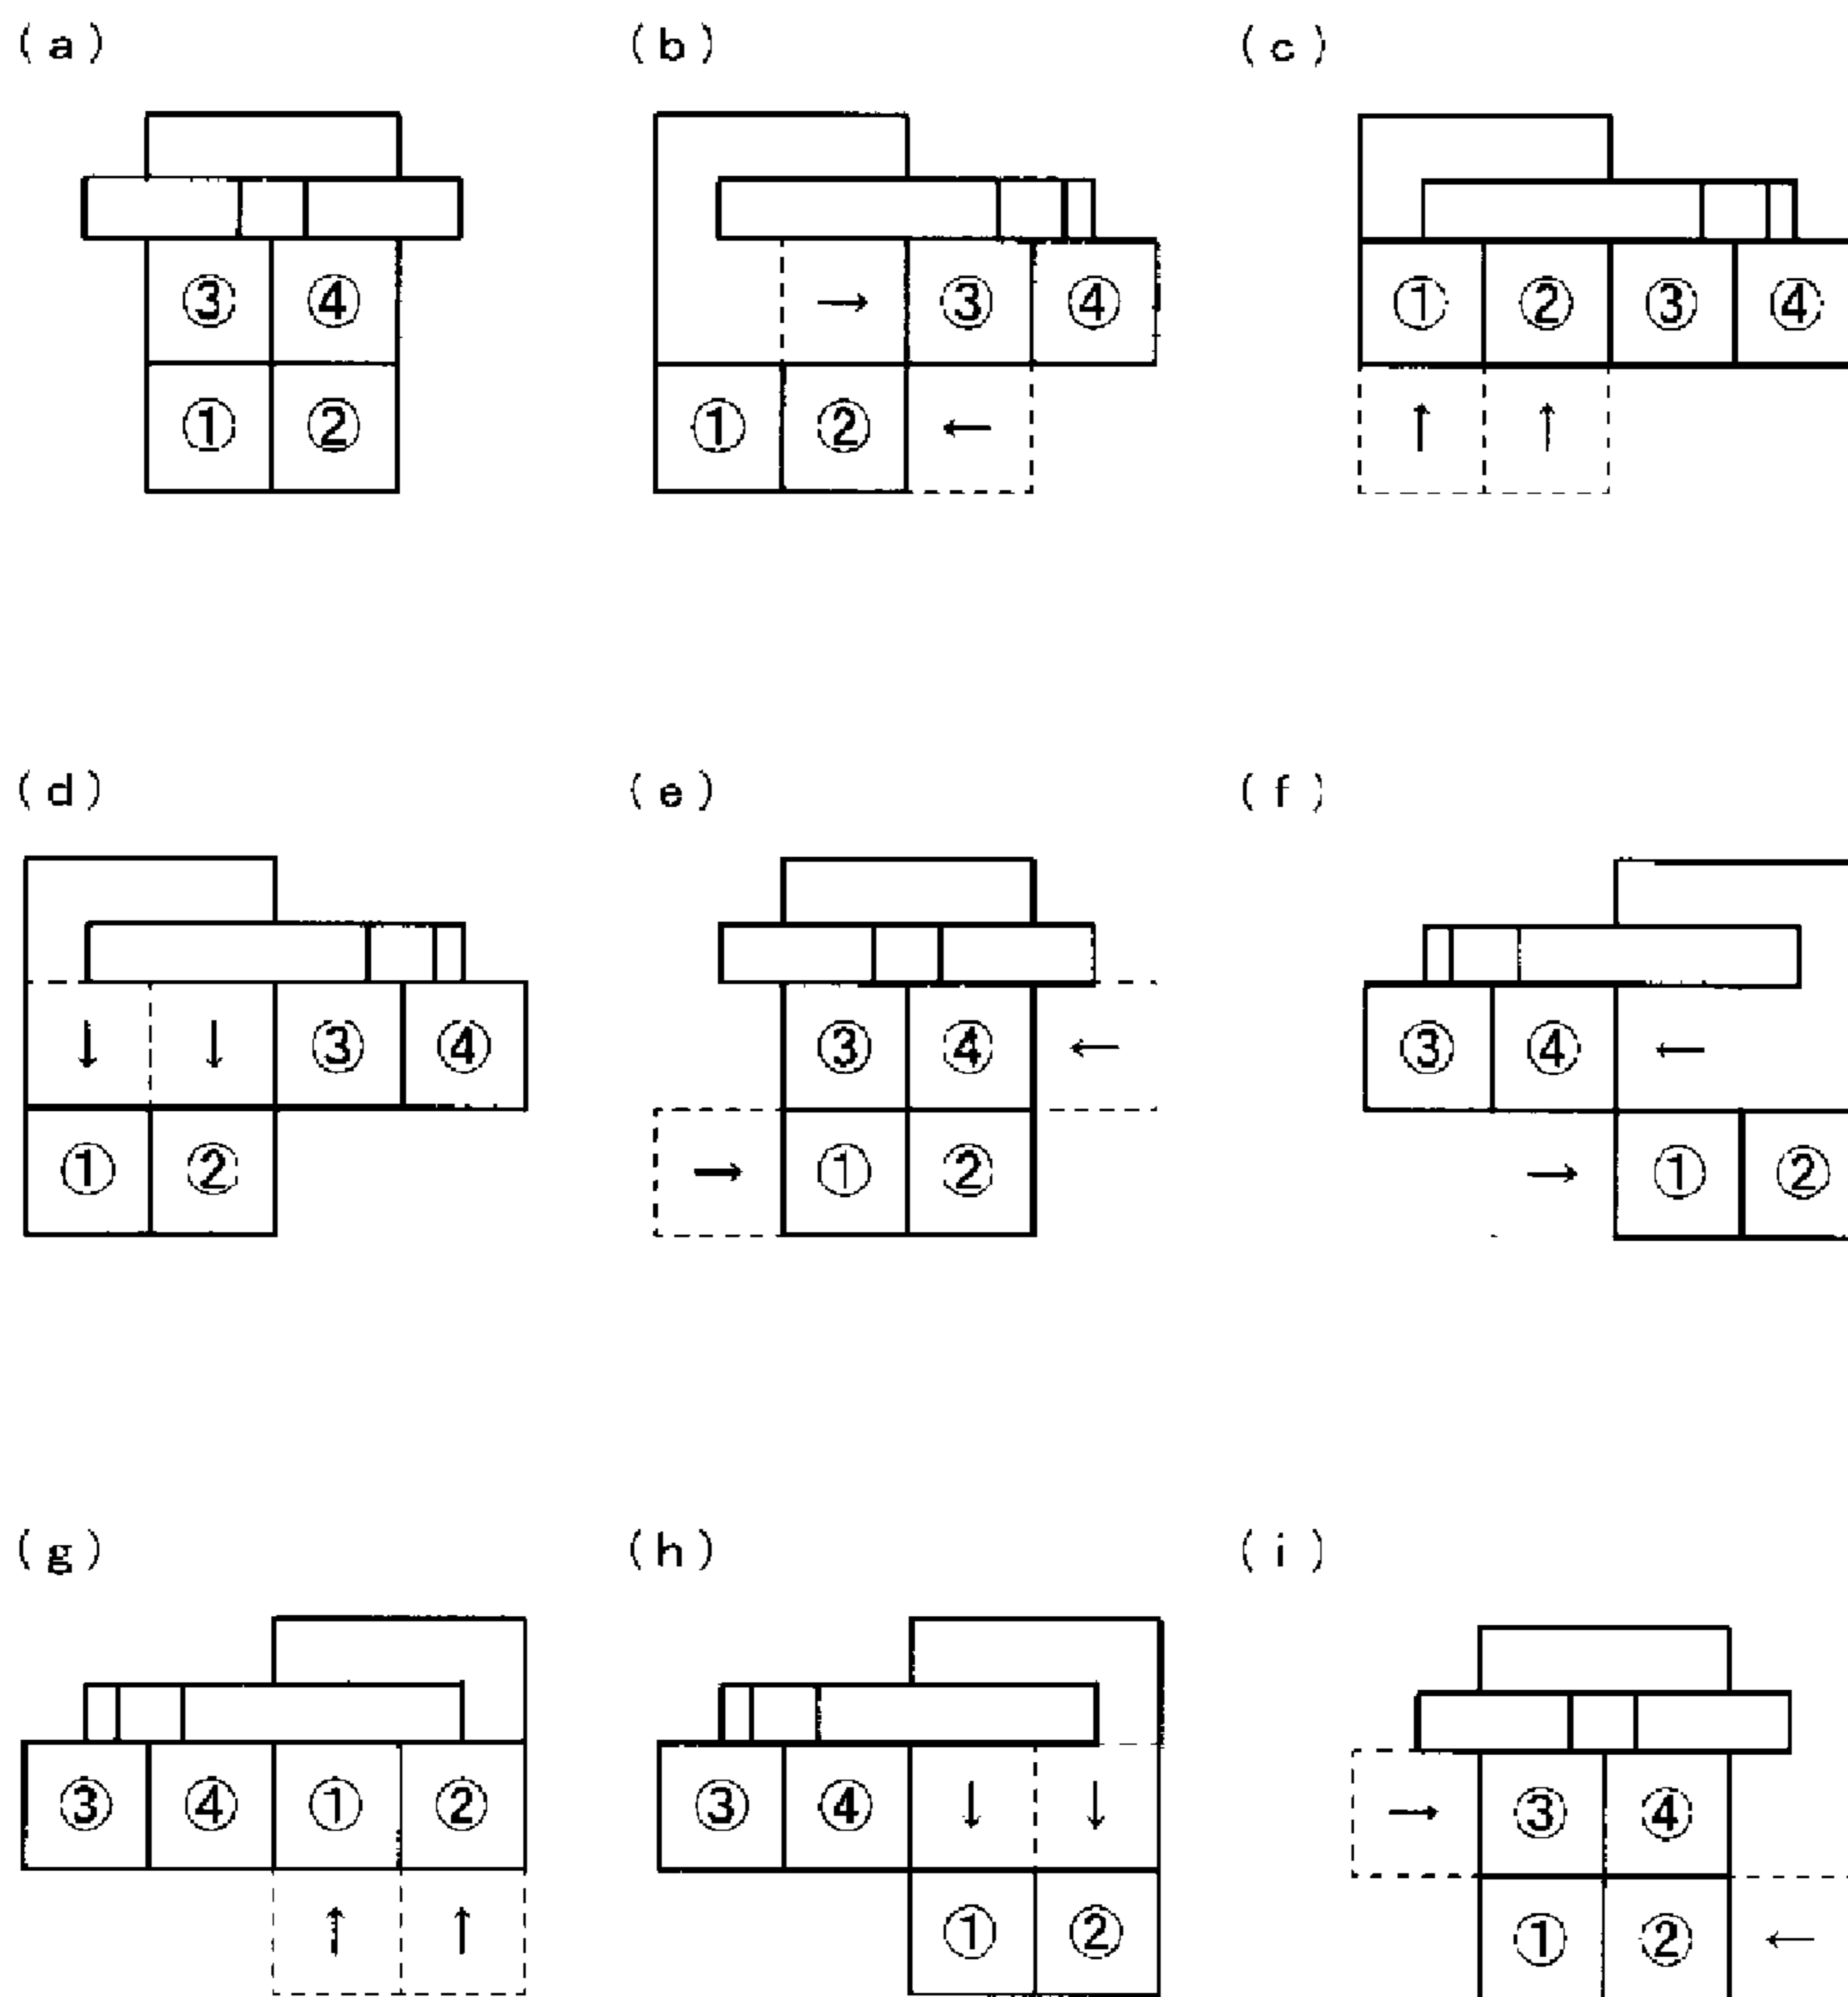 (a) (b) (c)
③ ④
① ②
→ ③ ④
① ② ←
① ② ③ ④
↑ ↑
(d) (e) (f)
↓ ↓ ③ ④
① ②
③ ④ ←
→ ① ②
③ ④ ←
→ ① ②
(g) (h) (i)
③ ④ ① ②
↑ ↑
③ ④ ↓ ↓
① ②
→ ③ ④
① ② ←